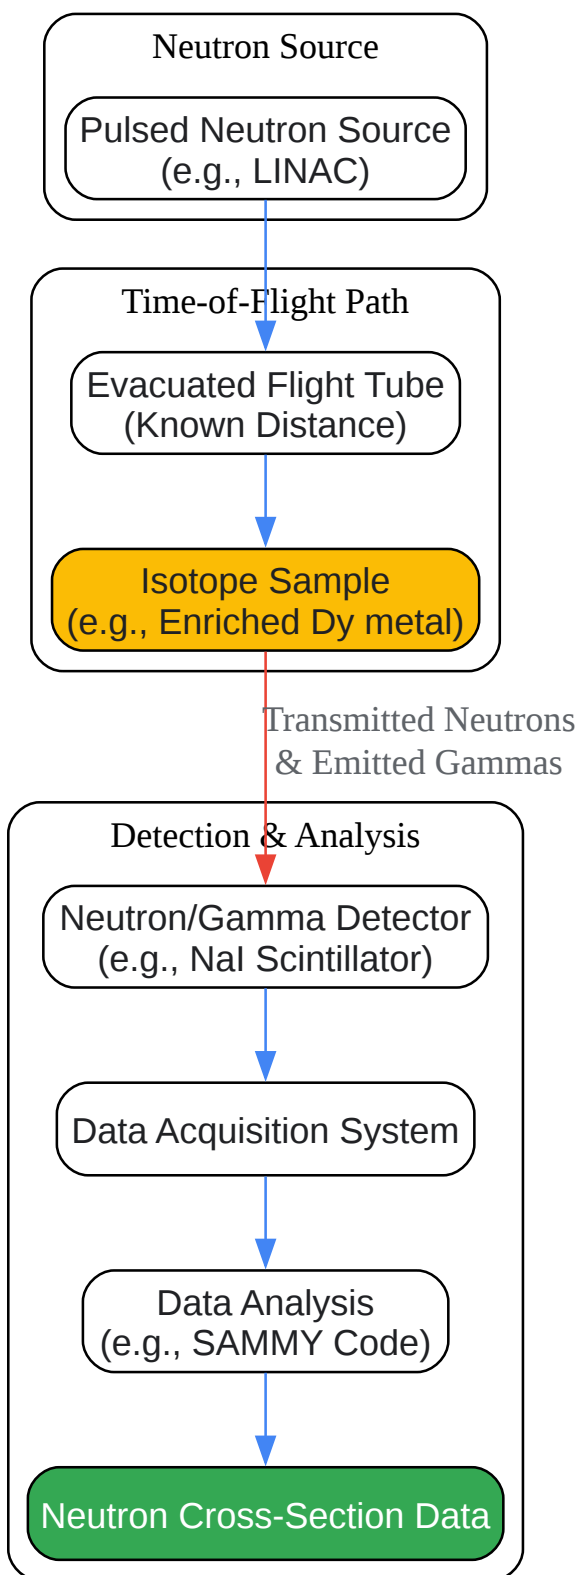 Neutron Source
Pulsed Neutron Source
(e.g., LINAC)
Time-of-Flight Path
Evacuated Flight Tube
(Known Distance)
Isotope Sample
(e.g., Enriched Dy metal)
Transmitted Neutrons
& Emitted Gammas
Detection & Analysis
Neutron/Gamma Detector
(e.g., NaI Scintillator)
Data Acquisition System
Data Analysis
(e.g., SAMMY Code)
Neutron Cross-Section Data